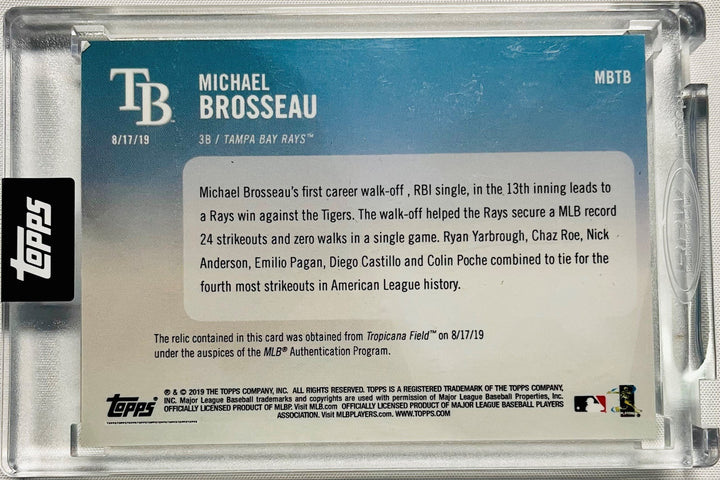 TB
MICHAEL
BROSSEAU
MBTB
8/17/19
3B / TAMPA BAY RAYS™
Michael Brosseau's first career walk-off , RBI single, in the 13th inning leads to
a Rays win against the Tigers. The walk-off helped the Rays secure a MLB record
24 strikeouts and zero walks in a single game. Ryan Yarbrough, Chaz Roe, Nick
Anderson, Emilio Pagan, Diego Castillo and Colin Poche combined to tie for the
fourth most strikeouts in American League history.
The relic contained in this card was obtained from Tropicana Field™ on 8/17/19
under the auspices of the MLB® Authentication Program.
Topps
® & © 2019 THE TOPPS COMPANY, INC. ALL RIGHTS RESERVED. TOPPS IS A REGISTERED TRADEMARK OF THE TOPPS COMPANY,
INC. Major League Baseball trademarks and copyrights are used with permission of Major League Baseball Properties, Inc.
OFFICIALLY LICENSED PRODUCT OF MLBP. Visit MLB.com OFFICIALLY LICENSED PRODUCT OF MAJOR LEAGUE BASEBALL PLAYERS
ASSOCIATION. Visit MLBPLAYERS.com. WWW.TOPPS.COM
Topps